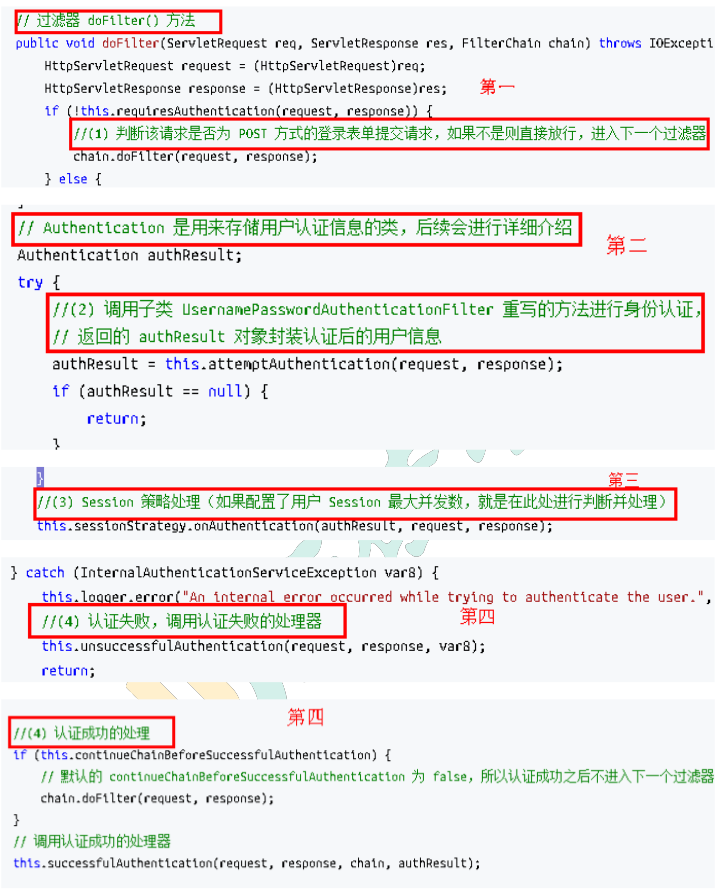 // 过滤器 doFilter() 方法
public void doFilter(ServletRequest req, ServletResponse res, FilterChain chain) throws IOExcepti
HttpServletRequest request = (HttpServletRequest)req;
HttpServletResponse response = (HttpServletResponse)res;
第一
if (!this.requiresAuthentication(request, response)) {
//(1) 判断该请求是否为 POST 方式的登录表单提交请求，如果不是则直接放行，进入下一个过滤器
chain.doFilter(request, response);
} else {
// Authentication 是用来存储用户认证信息的类，后续会进行详细介绍
第二
Authentication authResult;
try {
//(2) 调用子类 UsernamePasswordAuthenticationFilter 重写的方法进行身份认证，
// 返回的 authResult 对象封装认证后的用户信息
authResult = this.attemptAuthentication(request, response);
if (authResult == null) {
return;
}
}
第三
//(3) Session 策略处理（如果配置了用户 Session 最大并发数，就是在此处进行判断并处理）
this.sessionStrategy.onAuthentication(authResult, request, response);
} catch (InternalAuthenticationServiceException var8) {
this.logger.error("An internal error occurred while trying to authenticate the user.",
//(4) 认证失败，调用认证失败的处理器
第四
this.unsuccessfulAuthentication(request, response, var8);
return;
第四
//(4) 认证成功的处理
if (this.continueChainBeforeSuccessfulAuthentication) {
// 默认的 continueChainBeforeSuccessfulAuthentication 为 false，所以认证成功之后不进入下一个过滤器
chain.doFilter(request, response);
}
// 调用认证成功的处理器
this.successfulAuthentication(request, response, chain, authResult);